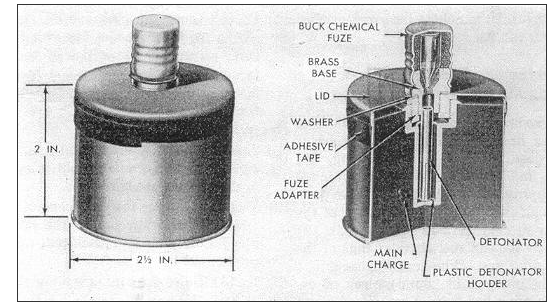 BUCK CHEMICAL
FUZE
BRASS
BASE
LID
WASHER
ADHESIVE
TAPE
FUZE
ADAPTER
2 IN.
2½ IN.
MAIN
CHARGE
DETONATOR
PLASTIC DETONATOR
HOLDER